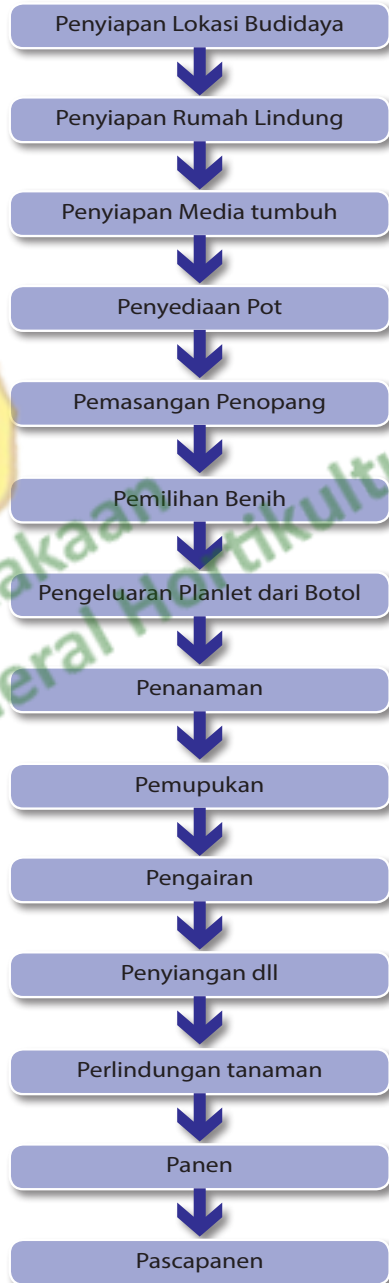 Penyiapan Lokasi Budidaya
Penyiapan Rumah Lindung
Penyiapan Media tumbuh
Penyediaan Pot
Pemasangan Penopang
Pemilihan Benih
Pengeluaran Planlet dari Botol
Penanaman
Pemupukan
Pengairan
Penyiangan dll
Perlindungan tanaman
Panen
Pascapanen